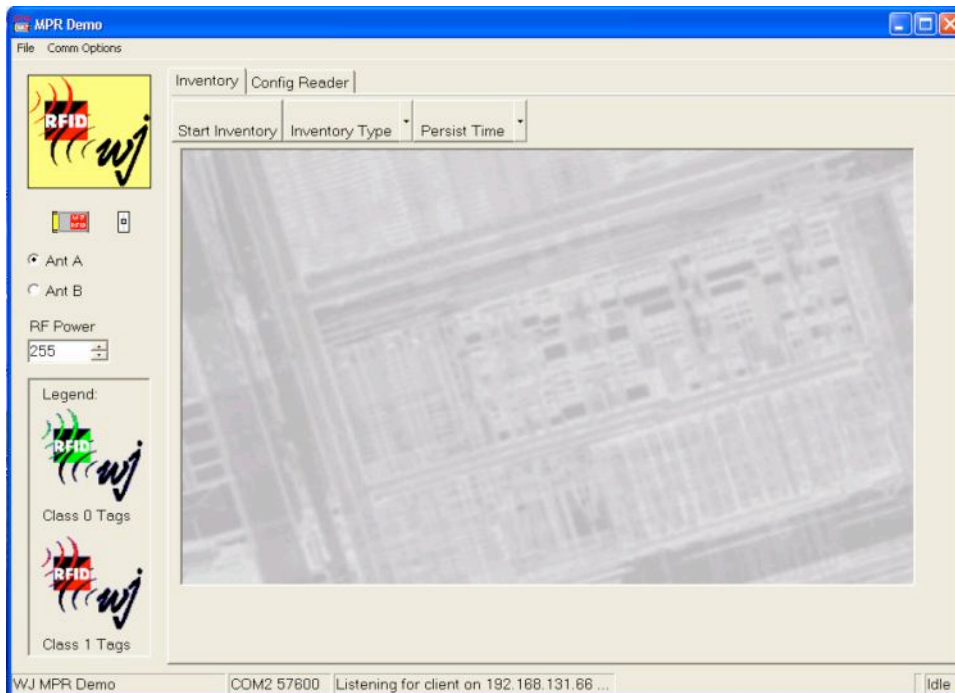 MPR Demo
File Comm Options
RFID
wj
Inventory Config Reader
Start Inventory Inventory Type Persist Time
Ant A
Ant B
RF Power
255
Legend:
RFID
wj
Class 0 Tags
RFID
wj
Class 1 Tags
WJ MPR Demo COM2 57600 Listening for client on 192.168.131.66 ... Idle